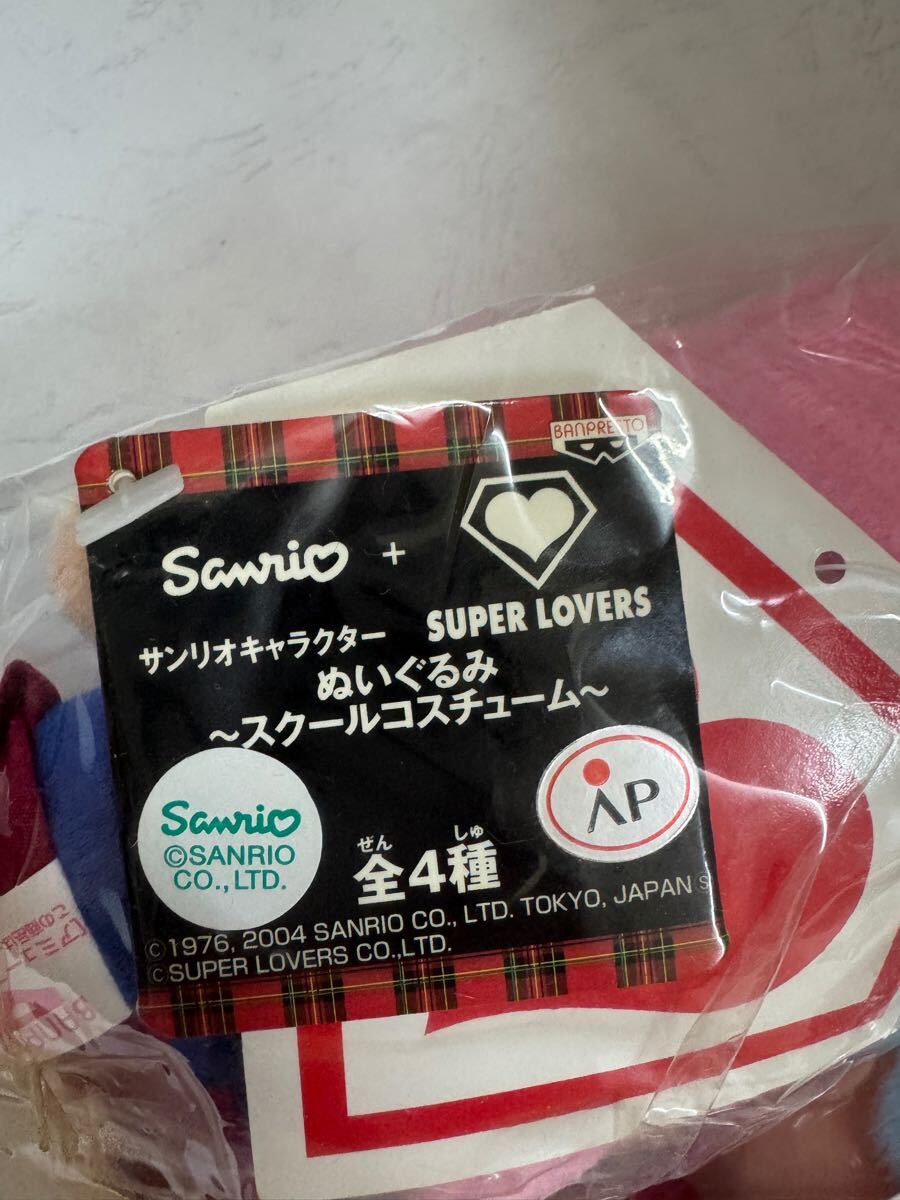 BANPRESTO
Sanrio + SUPER LOVERS
サンリオキャラクター
ぬいぐるみ
～スクールコスチューム～
Sanrio
©SANRIO
CO.,LTD.
AP
ぜん しゅ
全4種
©1976, 2004 SANRIO CO., LTD. TOKYO, JAPAN Ⓢ
©SUPER LOVERS CO.,LTD.